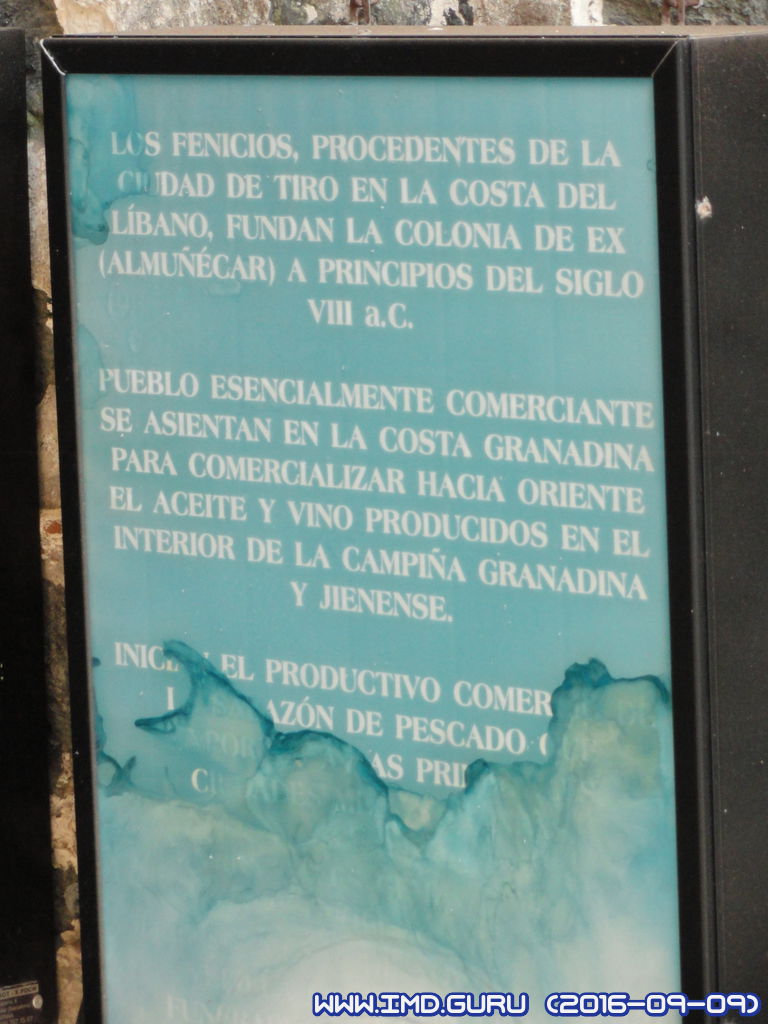 LOS FENICIOS, PROCEDENTES DE LA
CIUDAD DE TIRO EN LA COSTA DEL
LÍBANO, FUNDAN LA COLONIA DE EX
(ALMUÑÉCAR) A PRINCIPIOS DEL SIGLO
VIII a.C.
PUEBLO ESENCIALMENTE COMERCIANTE
SE ASIENTAN EN LA COSTA GRANADINA
PARA COMERCIALIZAR HACIA ORIENTE
EL ACEITE Y VINO PRODUCIDOS EN EL
INTERIOR DE LA CAMPIÑA GRANADINA
Y JIENENSE.
EL PRODUCTIVO
DE PESCADO
WWW.IMD.GURU (2016-09-09)